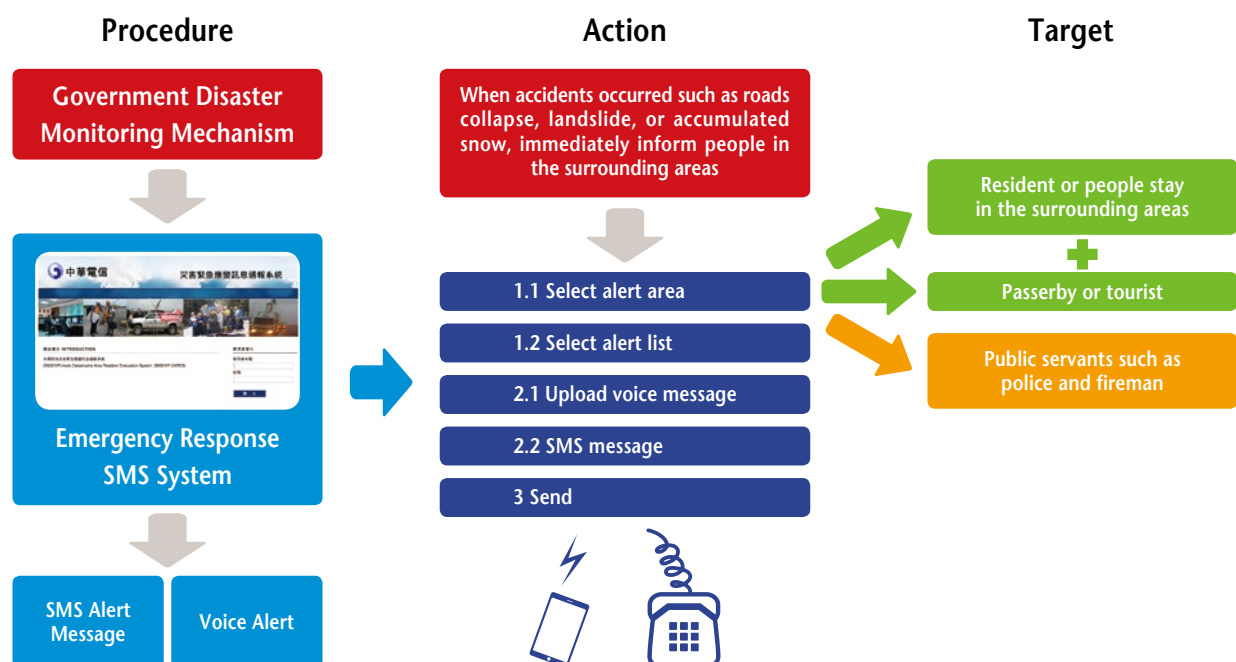 Procedure
Action
Target
Government Disaster
Monitoring Mechanism
中華電信
災害緊急應變訊息通報系統
INTRODUCTION
Emergency Response
SMS System
SMS Alert
Message
Voice Alert
When accidents occurred such as roads
collapse, landslide, or accumulated
snow, immediately inform people in
the surrounding areas
1.1 Select alert area
1.2 Select alert list
2.1 Upload voice message
2.2 SMS message
3 Send
Resident or people stay
in the surrounding areas
Passerby or tourist
Public servants such as
police and fireman